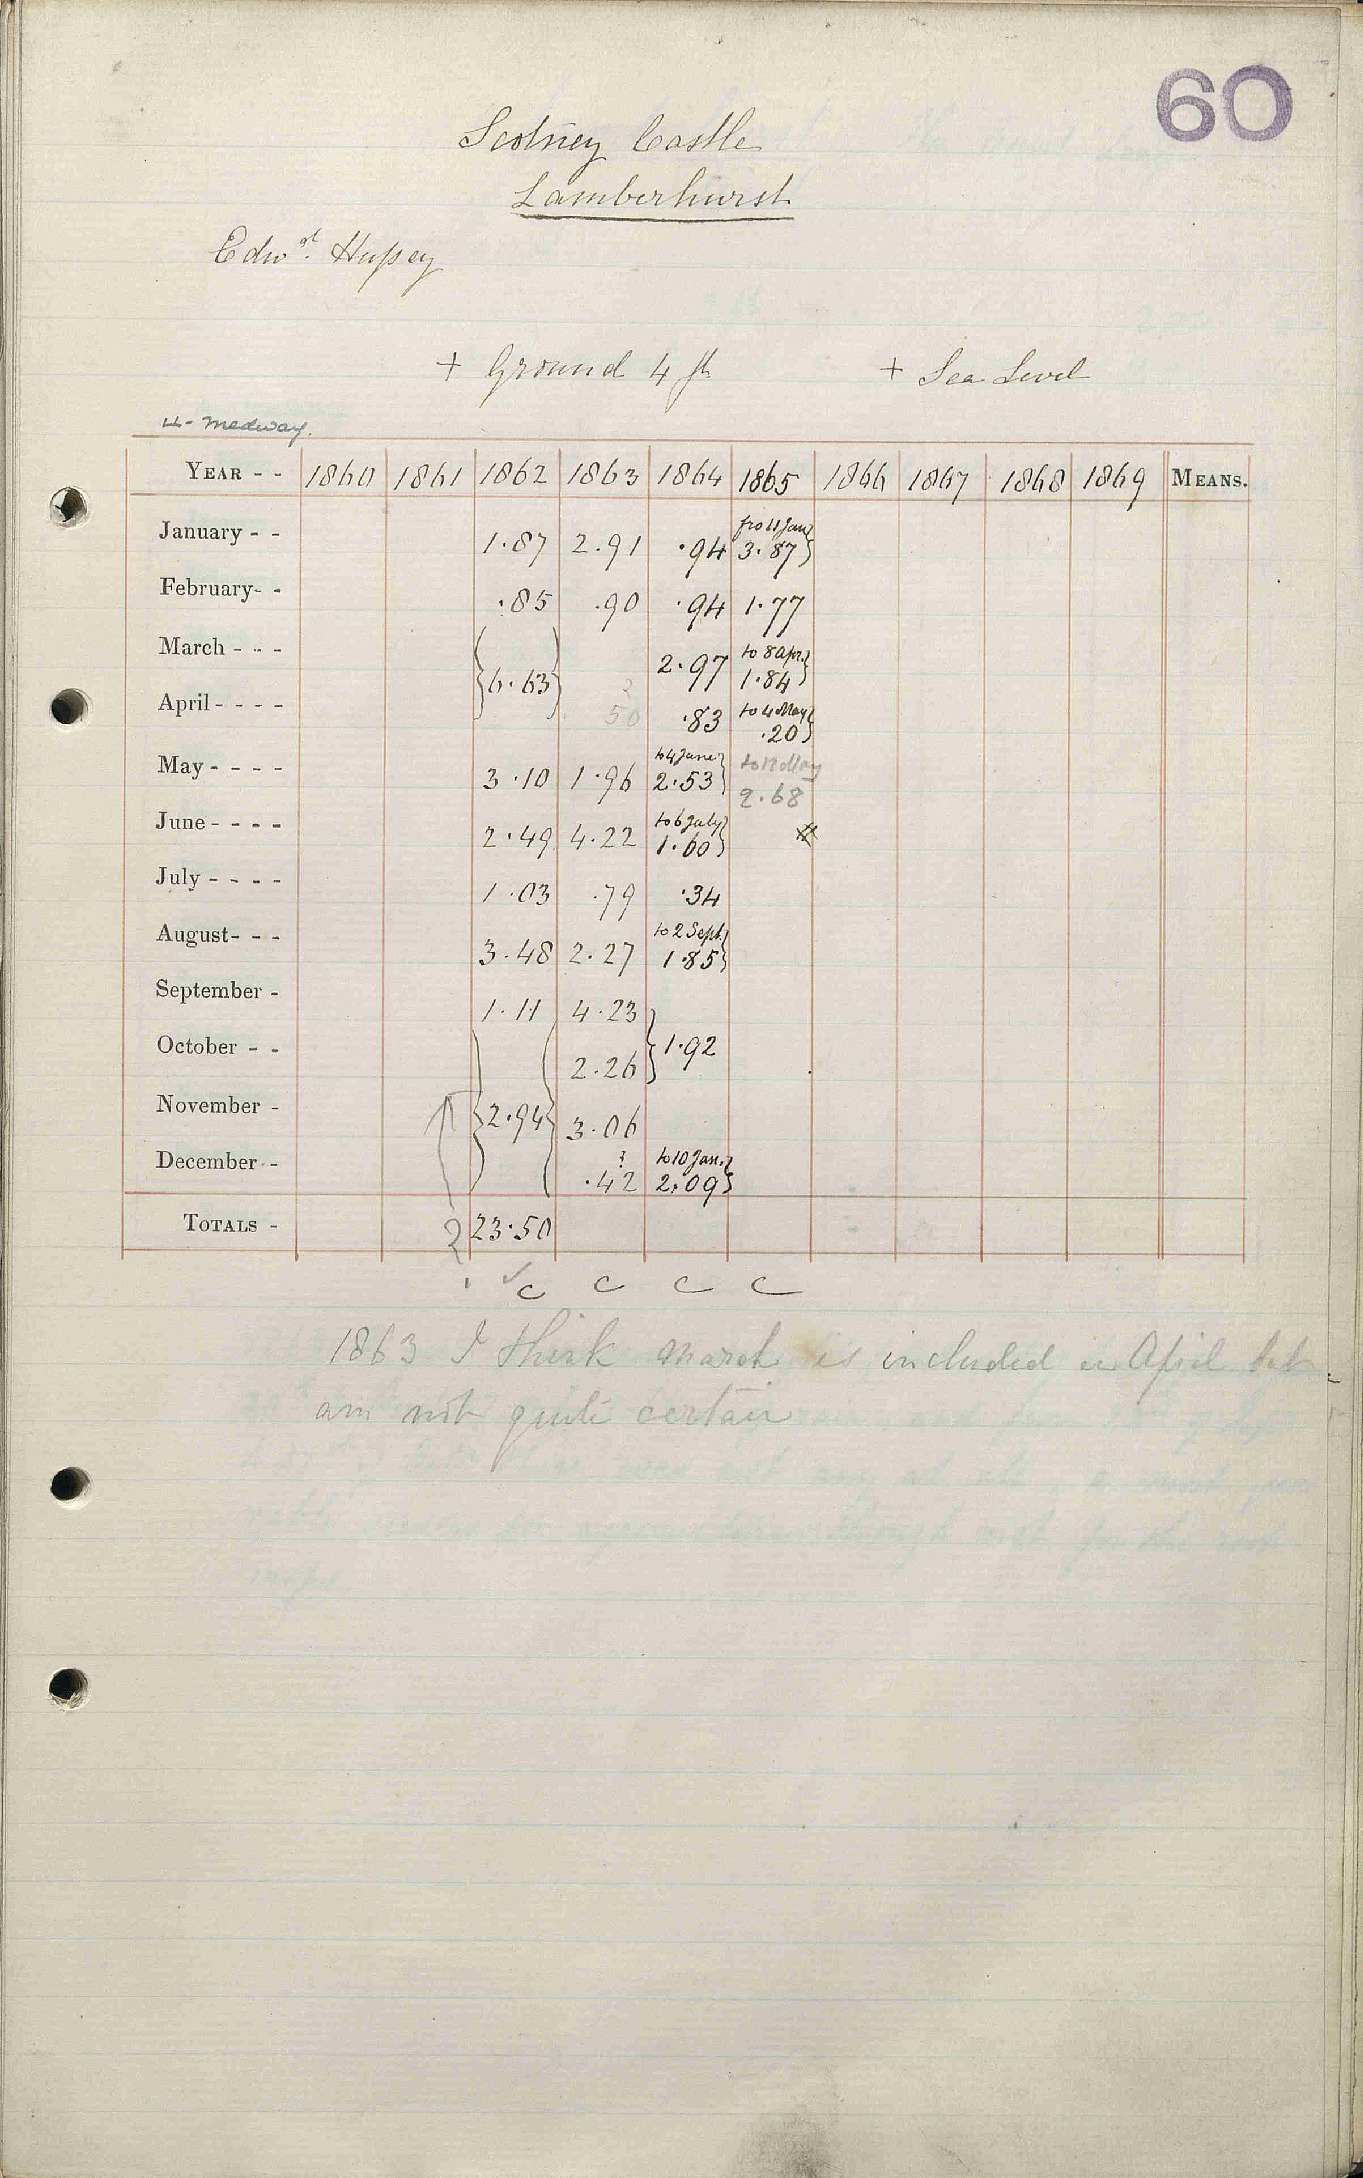 60
Scotney Castle
Lamberhurst
Edwd. Hussey
+ Ground 4 ft + Sea Level
4 - Medway.
YEAR - - 1860 1861 1862 1863 1864 1865 1866 1867 1868 1869 MEANS.
January - - 1.87 2.91 .94 fro 11 Jan} 3.87}
February- - .85 .90 .94 1.77
March - - - {6.63} 2.97 to 8 Apr.} 1.84}
April - - - - ? 50 .83 to 4 May} .20}
May - - - - 3.10 1.96 to 4 June} 2.53} to 17 May 2.68
June - - - - 2.49 4.22 to 6 July} 1.60}
July - - - - 1.03 .79 .34
August- - - 3.48 2.27 to 2 Sept.} 1.85}
September - 1.11 4.23
October - - 2.26 }1.92
November - }2.94{ 3.06
December - - ? .42 to 10 Jan.} 2.09}
TOTALS - ? 23.50
c c c c
1863 I think March is included in April but
am not quite certain